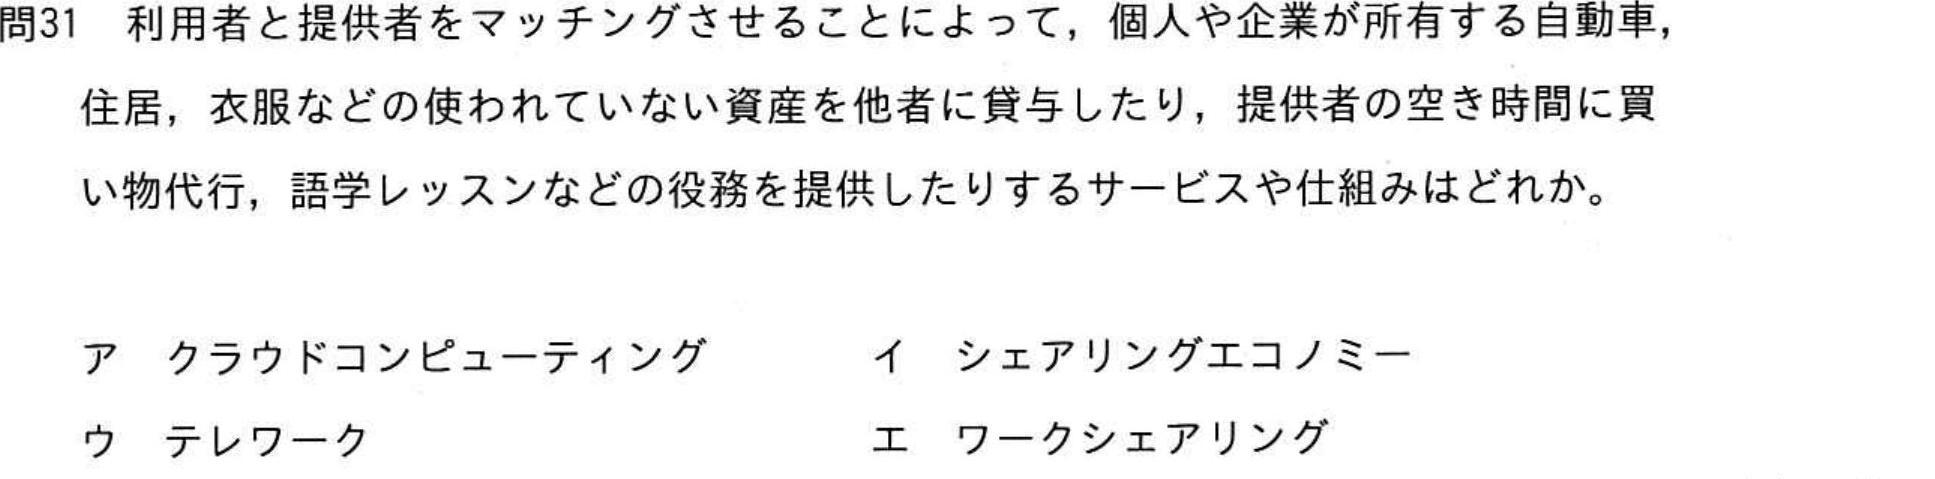 問31　利用者と提供者をマッチングさせることによって，個人や企業が所有する自動車，
住居，衣服などの使われていない資産を他者に貸与したり，提供者の空き時間に買
い物代行，語学レッスンなどの役務を提供したりするサービスや仕組みはどれか。
ア　クラウドコンピューティング　イ　シェアリングエコノミー
ウ　テレワーク　エ　ワークシェアリング